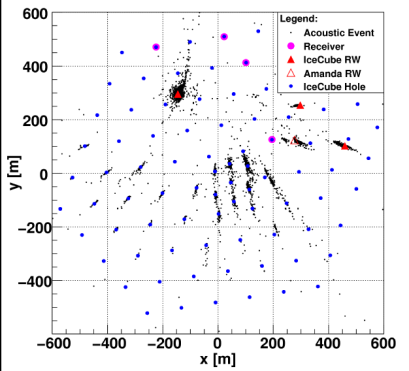 Legend:
Acoustic Event
Receiver
IceCube RW
Amanda RW
IceCube Hole
600
400
200
0
−200
−400
y [m]
−600 −400 −200 0 200 400 600
x [m]